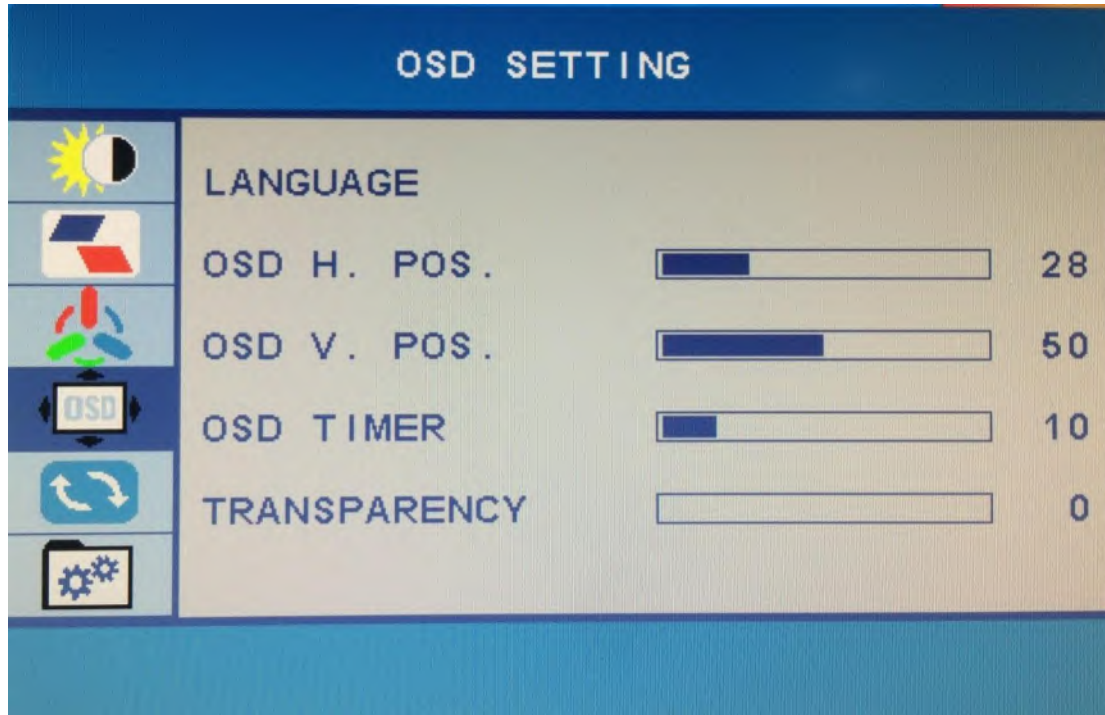 OSD SETTING
LANGUAGE
OSD H. POS. 28
OSD V. POS. 50
OSD
OSD TIMER 10
TRANSPARENCY 0